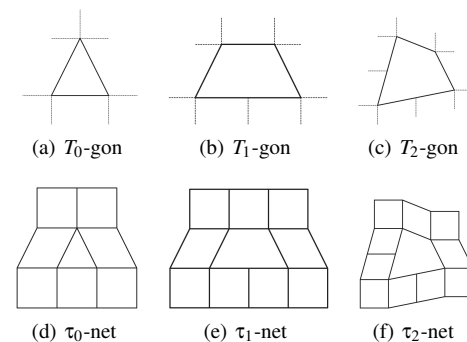 (a) T₀-gon (b) T₁-gon (c) T₂-gon
(d) τ₀-net (e) τ₁-net (f) τ₂-net